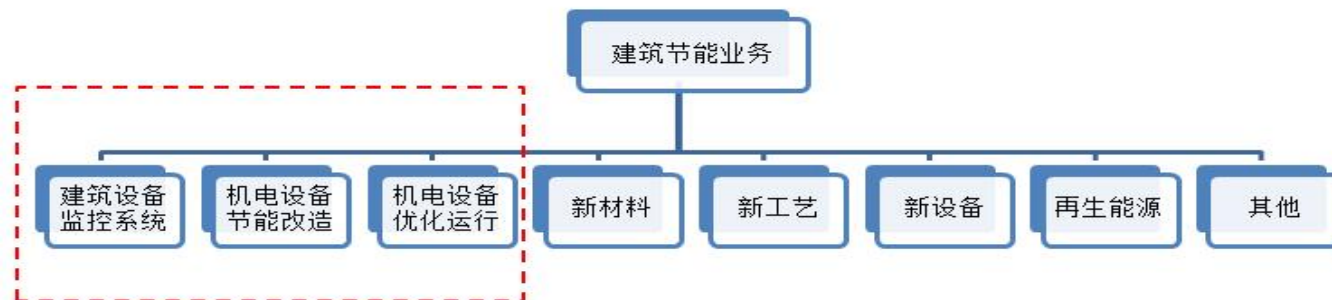 建筑节能业务
建筑设备
监控系统
机电设备
节能改造
机电设备
优化运行
新材料
新工艺
新设备
再生能源
其他